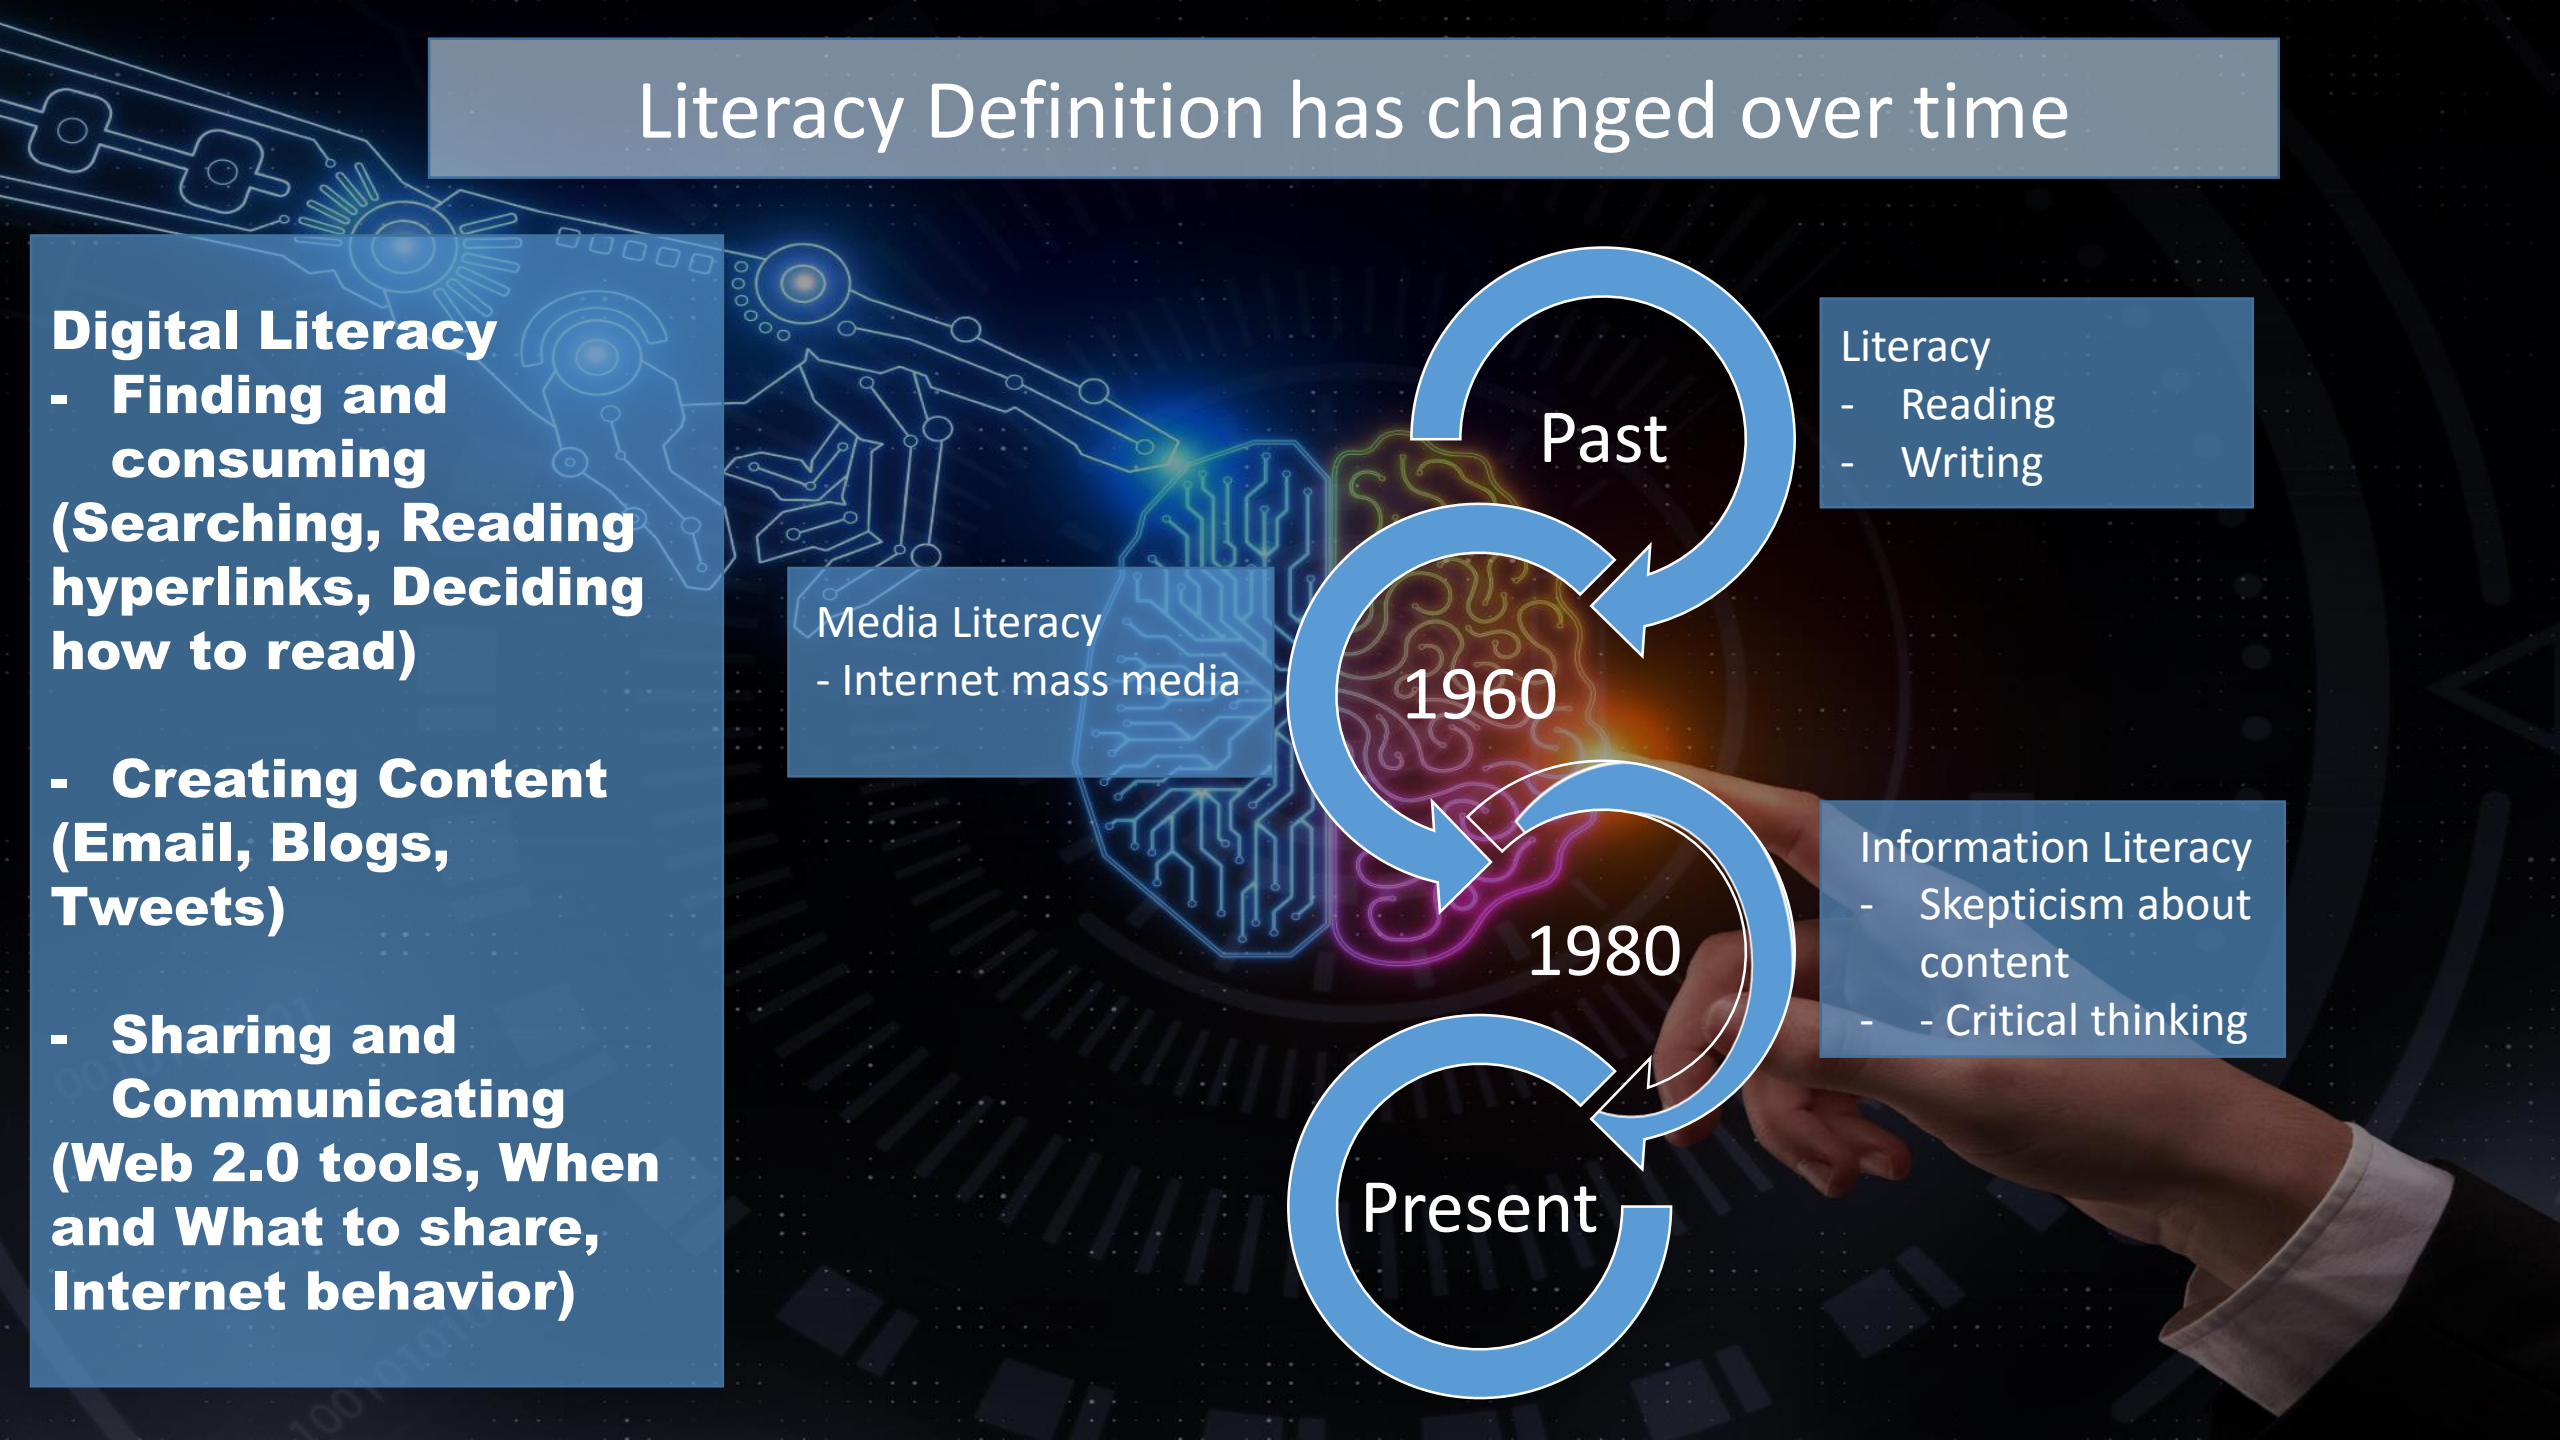 Literacy Definition has changed over time
Digital Literacy
- Finding and
consuming
(Searching, Reading
hyperlinks, Deciding
how to read)
- Creating Content
(Email, Blogs,
Tweets)
- Sharing and
Communicating
(Web 2.0 tools, When
and What to share,
Internet behavior)
Past
Literacy
- Reading
- Writing
1960
Media Literacy
- Internet mass media
1980
Information Literacy
- Skepticism about
content
- - Critical thinking
Present